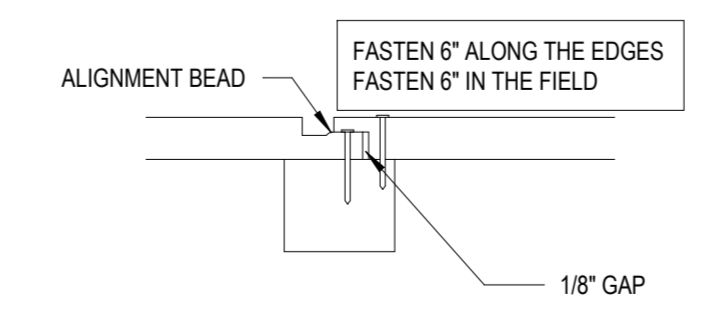 FASTEN 6" ALONG THE EDGES
FASTEN 6" IN THE FIELD
ALIGNMENT BEAD
1/8" GAP